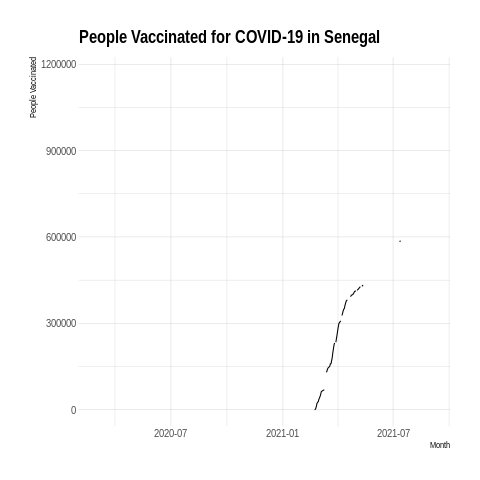 People Vaccinated for COVID-19 in Senegal
People Vaccinated
1200000
900000
600000
300000
0
2020-07
2021-01
2021-07
Month